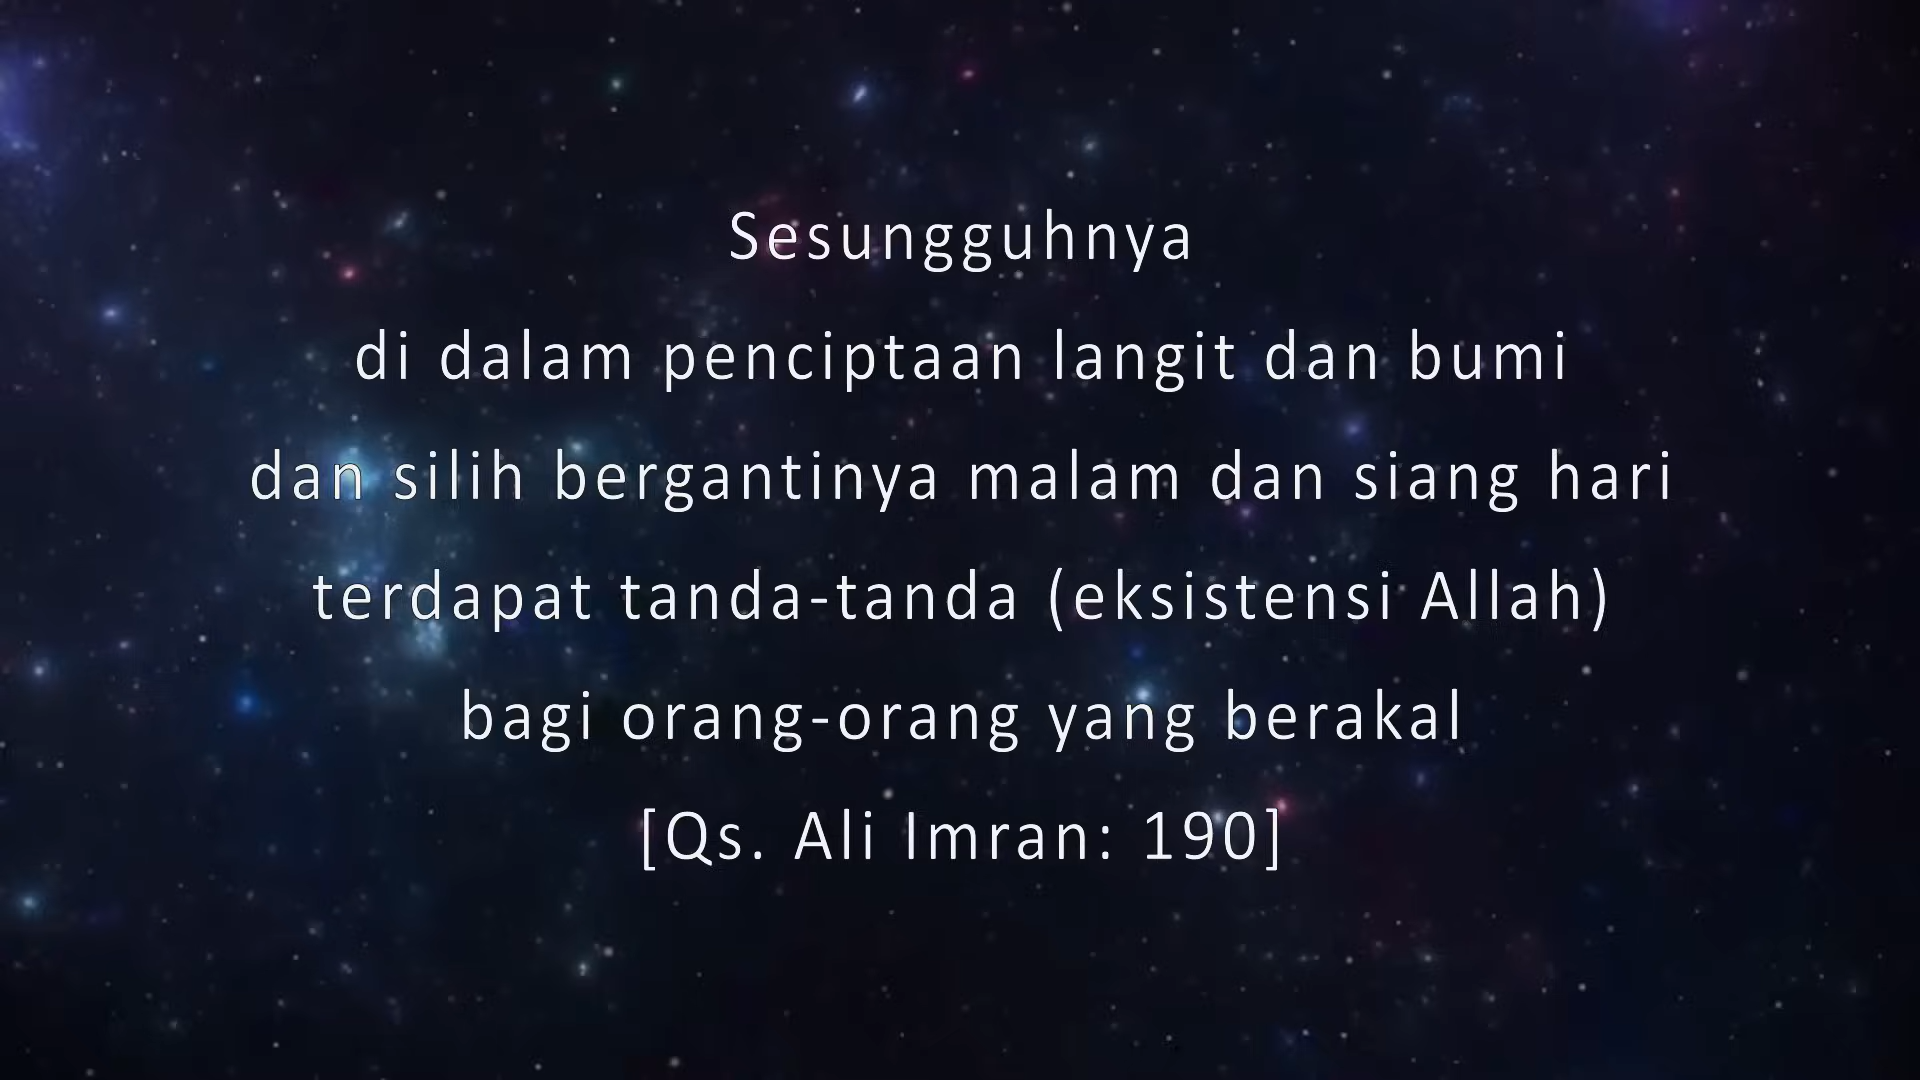 Sesungguhnya
di dalam penciptaan langit dan bumi
dan silih bergantinya malam dan siang hari
terdapat tanda-tanda (eksistensi Allah)
bagi orang-orang yang berakal
[Qs. Ali Imran: 190]